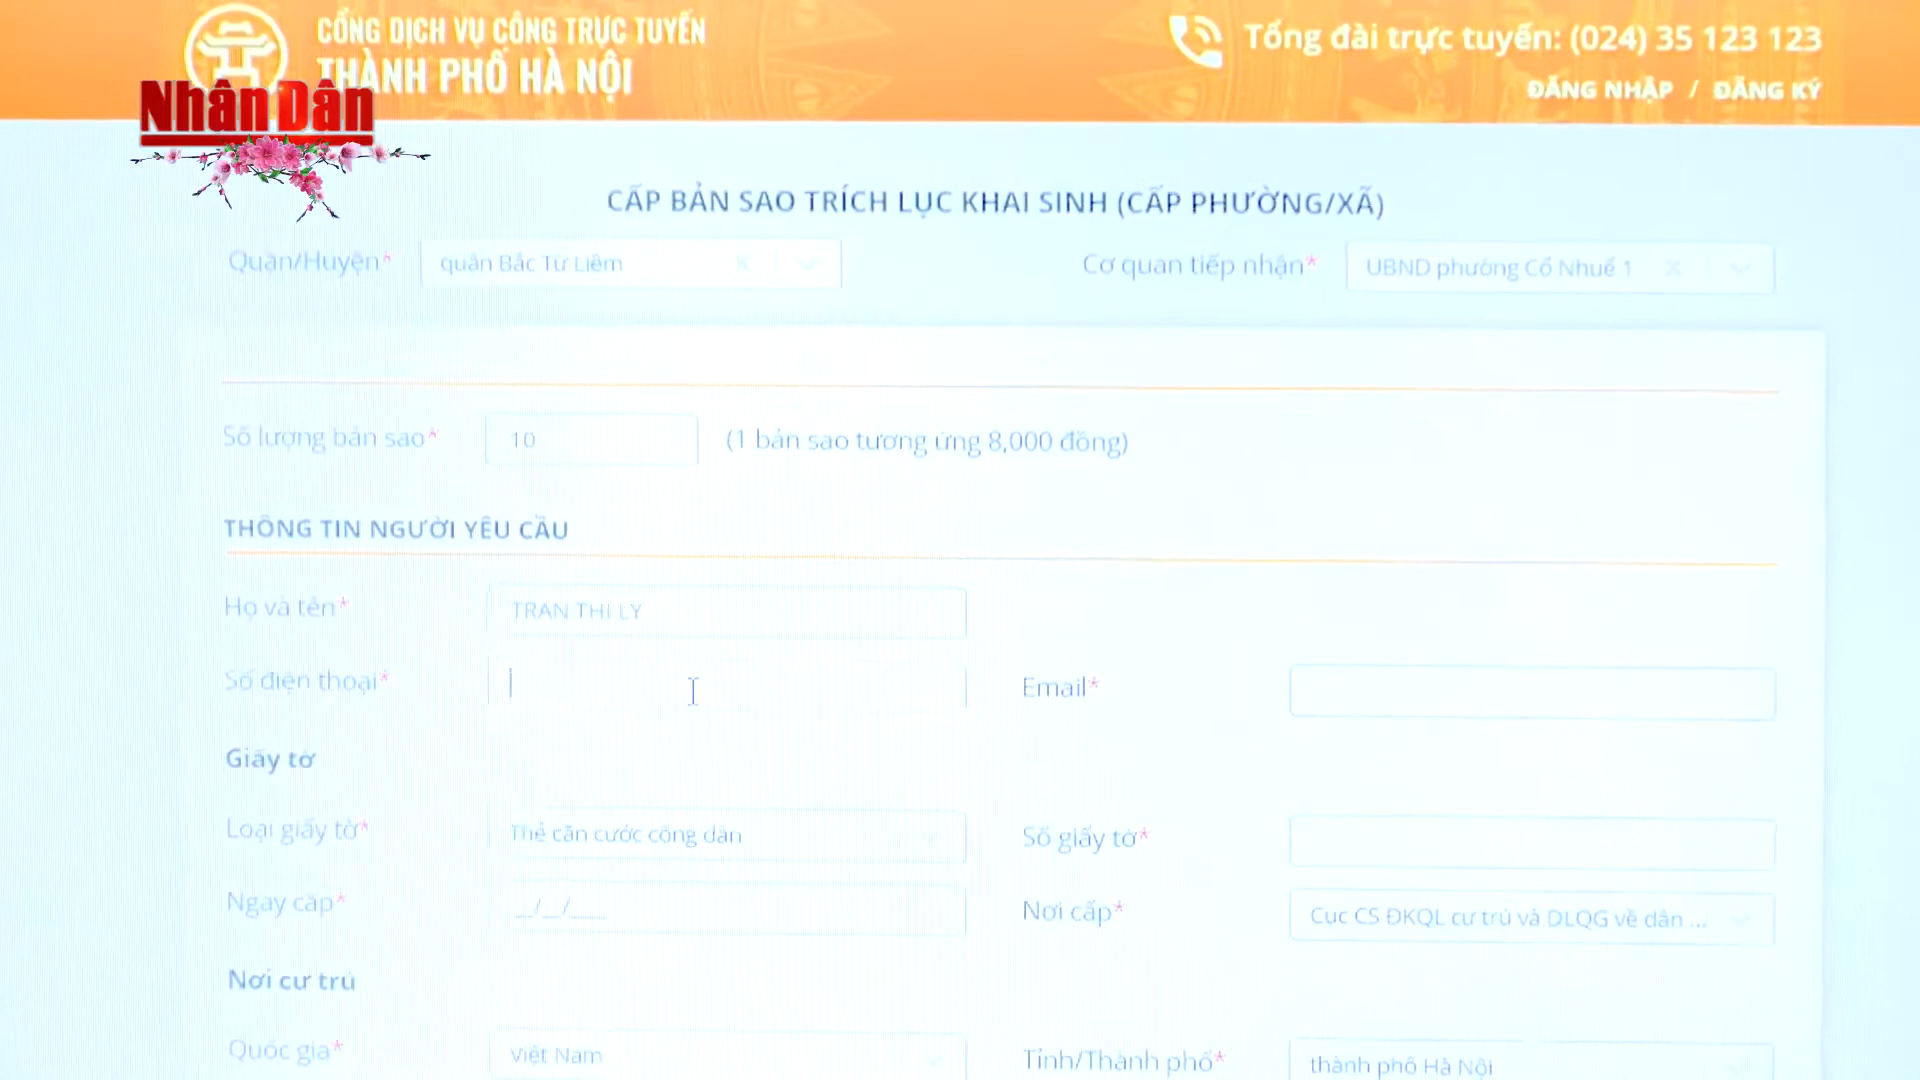 CỔNG DỊCH VỤ CÔNG TRỰC TUYẾN
THÀNH PHỐ HÀ NỘI
Nhân Dân
Tổng đài trực tuyến: (024) 35 123 123
ĐĂNG NHẬP / ĐĂNG KÝ
CẤP BẢN SAO TRÍCH LỤC KHAI SINH (CẤP PHƯỜNG/XÃ)
Quận/Huyện* quận Bắc Từ Liêm Cơ quan tiếp nhận* UBND phường Cổ Nhuế 1
Số lượng bản sao* 10 (1 bản sao tương ứng 8,000 đồng)
THÔNG TIN NGƯỜI YÊU CẦU
Họ và tên* TRAN THI LY
Số điện thoại* Email*
Giấy tờ
Loại giấy tờ* Thẻ căn cước công dân Số giấy tờ*
Ngày cấp* __/__/____ Nơi cấp* Cục CS ĐKQL cư trú và DLQG về dân ...
Nơi cư trú
Quốc gia* Việt Nam Tỉnh/Thành phố* thành phố Hà Nội